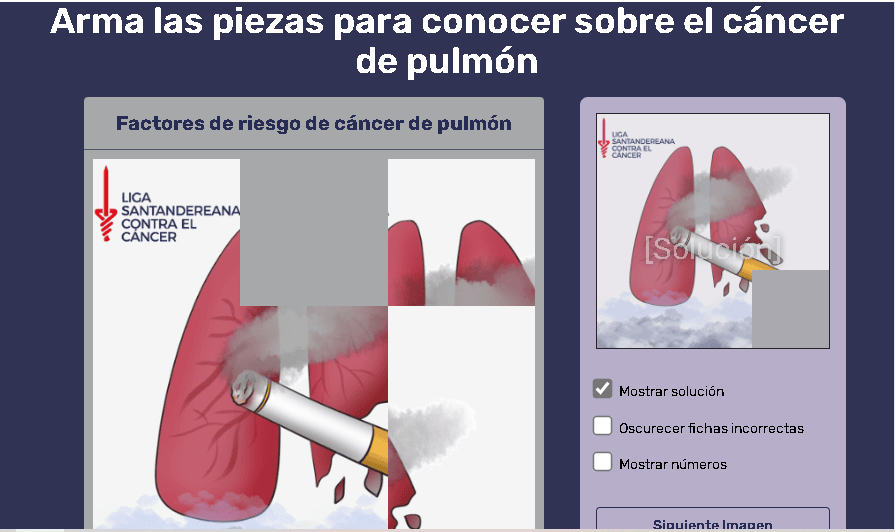 Arma las piezas para conocer sobre el cáncer
de pulmón
Factores de riesgo de cáncer de pulmón
LIGA
SANTANDEREANA
CONTRA EL
CÁNCER
LIGA
SANTANDEREANA
CONTRA EL
CÁNCER
[Solución]
Mostrar solución
Oscurecer fichas incorrectas
Mostrar números
Siguiente Imagen